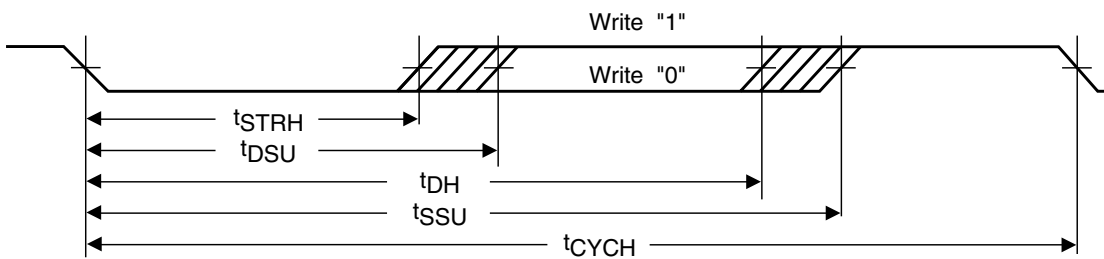 Write "1"
Write "0"
tSTRH
tDSU
tDH
tSSU
tCYCH